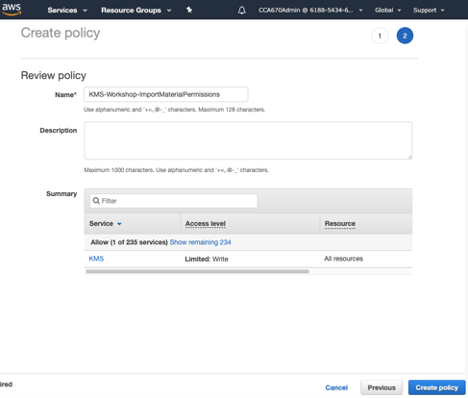 aws
Services
Resource Groups
CCA670Admin @ 6188-5434-6...
Global
Support
Create policy
1
2
Review policy
Name*
KMS-Workshop-ImportMaterialPermissions
Use alphanumeric and '+=,.@-_' characters. Maximum 128 characters.
Description
Maximum 1000 characters. Use alphanumeric and '+=,.@-_' characters.
Summary
Filter
Service
Access level
Resource
Allow (1 of 235 services) Show remaining 234
KMS
Limited: Write
All resources
ired
Cancel
Previous
Create policy